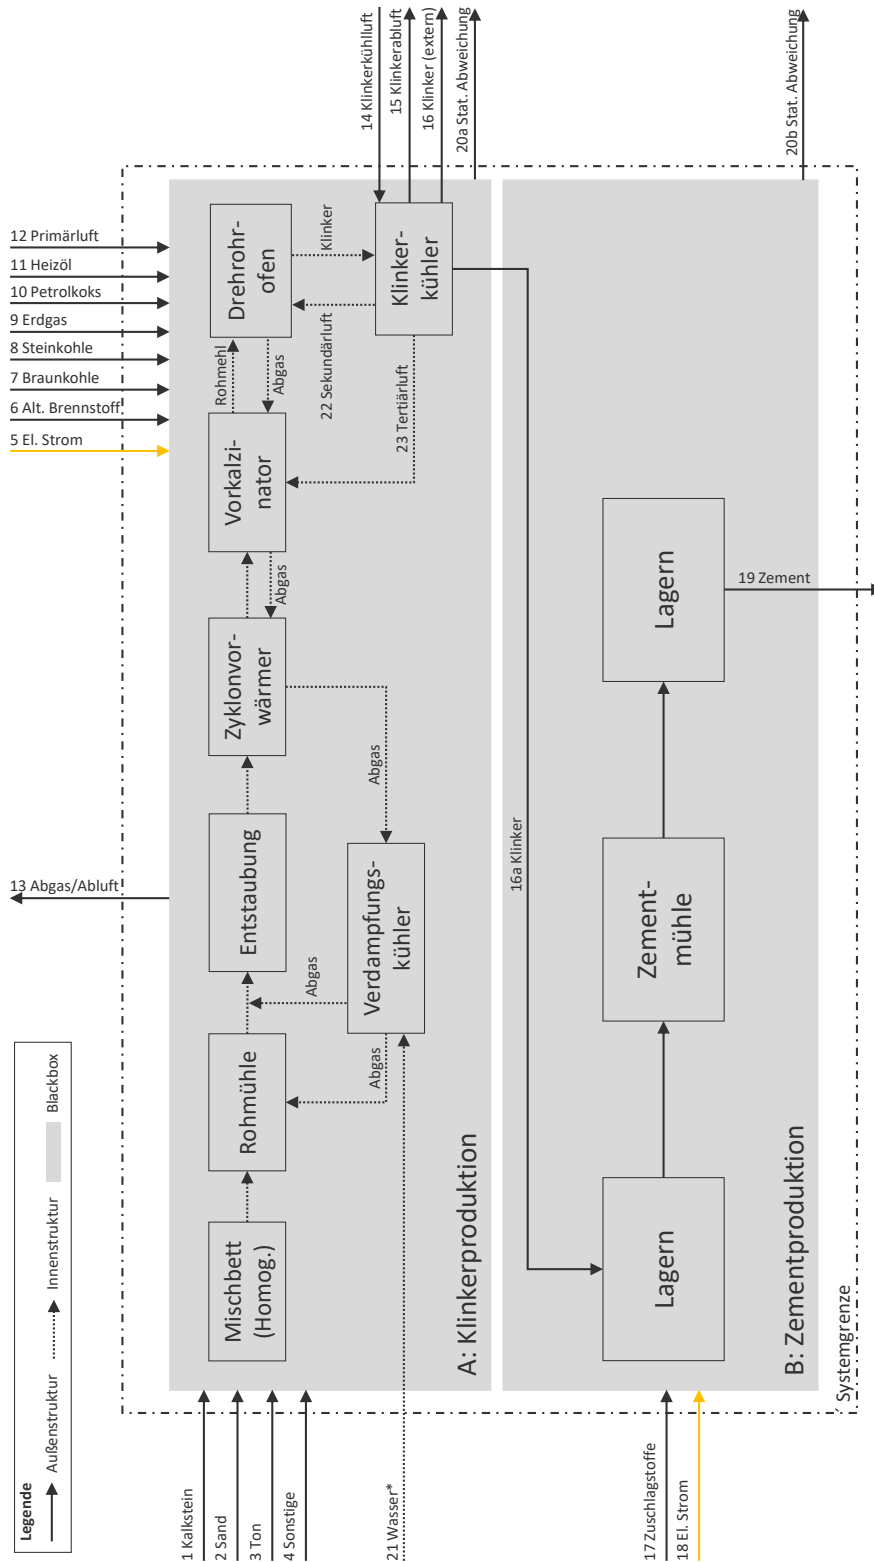 Legende
Außenstruktur
Innenstruktur
Blackbox
13 Abgas/Abluft
5 El. Strom
6 Alt. Brennstoff
7 Braunkohle
8 Steinkohle
9 Erdgas
10 Petrolkoks
11 Heizöl
12 Primärluft
1 Kalkstein
2 Sand
3 Ton
4 Sonstige
21 Wasser*
Mischbett
(Homog.)
Rohmühle
Entstaubung
Zyklonvor-
wärmer
Vorkalzi-
nator
Drehrohr-
ofen
Rohmehl
Abgas
Abgas
Klinker
22 Sekundärluft
23 Tertiärluft
Abgas
Abgas
Abgas
Verdampfungs-
kühler
Klinker-
kühler
14 Klinkerkühlluft
15 Klinkerabluft
16 Klinker (extern)
20a Stat. Abweichung
A: Klinkerproduktion
16a Klinker
17 Zuschlagstoffe
18 El. Strom
Lagern
Zement-
mühle
Lagern
19 Zement
20b Stat. Abweichung
B: Zementproduktion
Systemgrenze